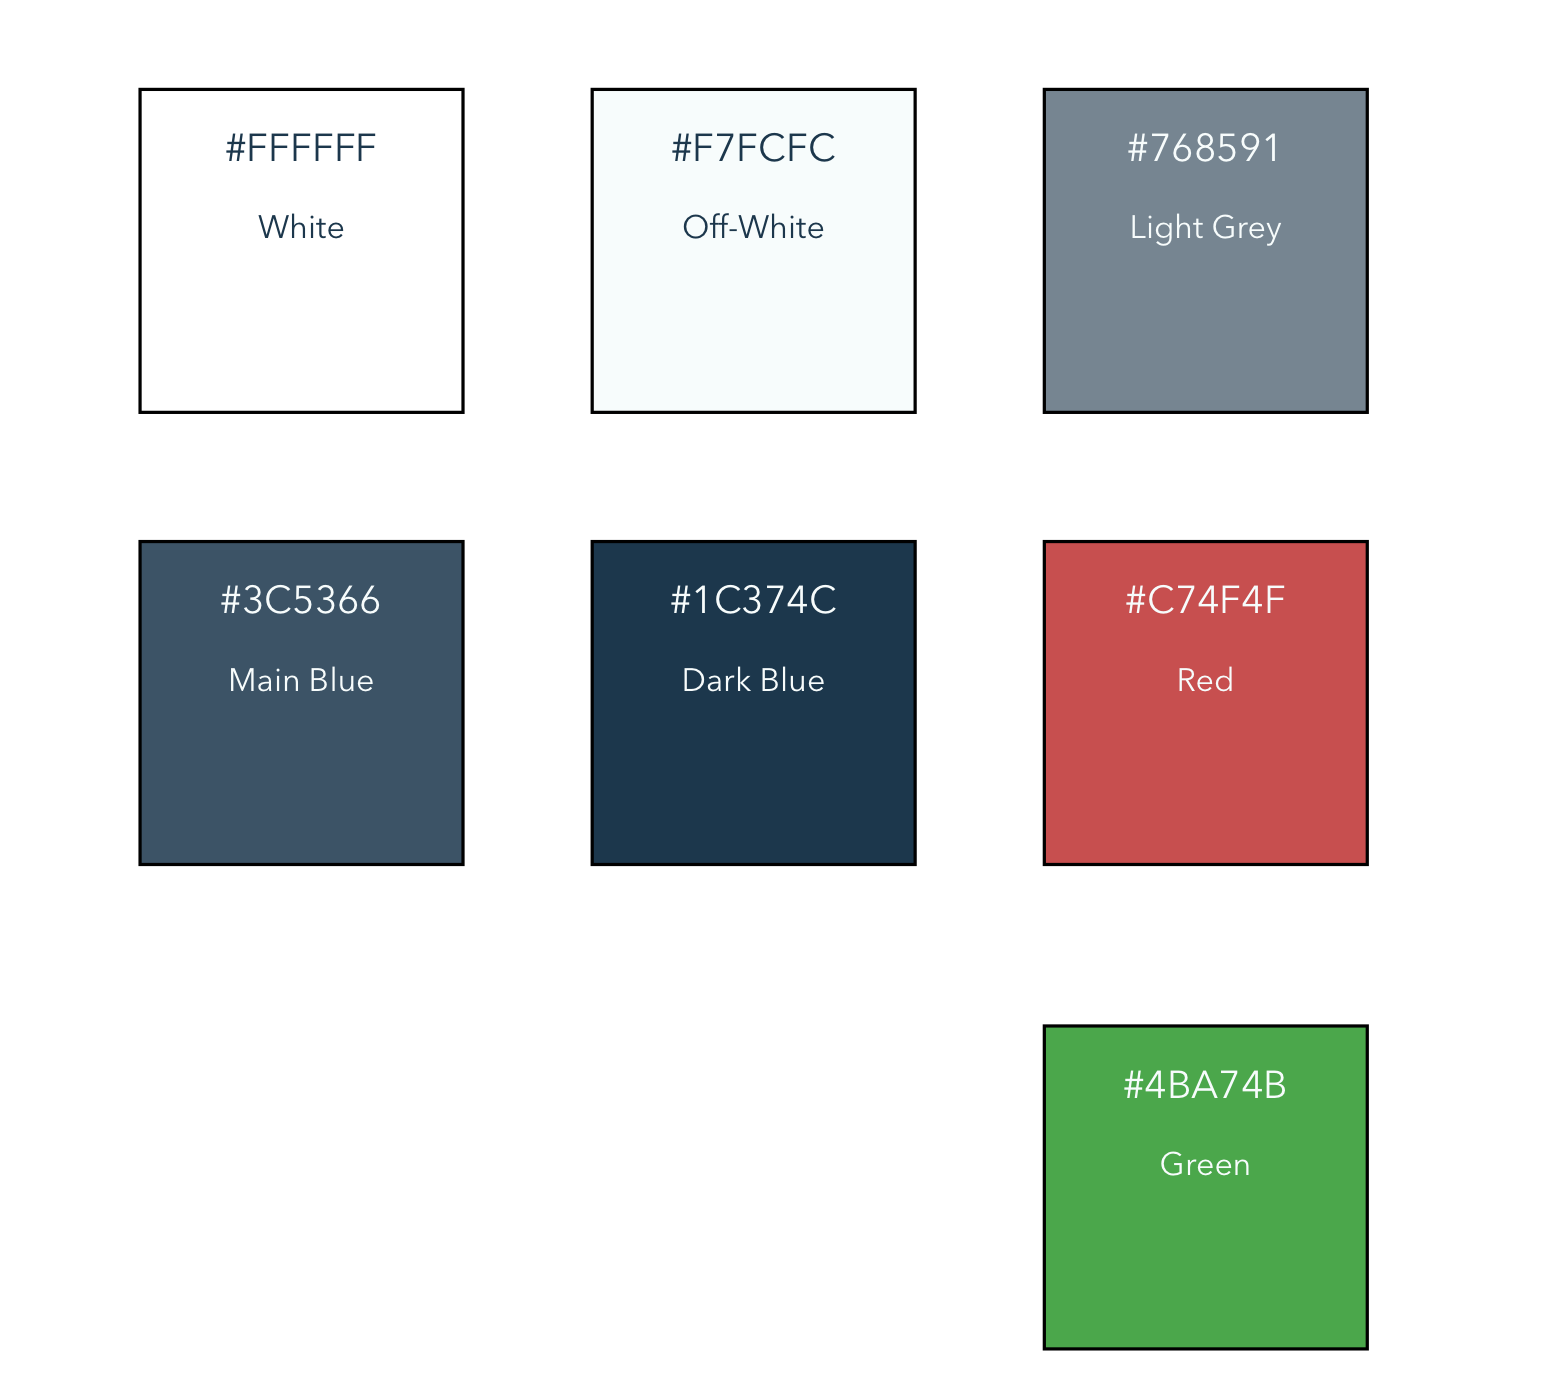 #FFFFFF
White
#F7FCFC
Off-White
#768591
Light Grey
#3C5366
Main Blue
#1C374C
Dark Blue
#C74F4F
Red
#4BA74B
Green